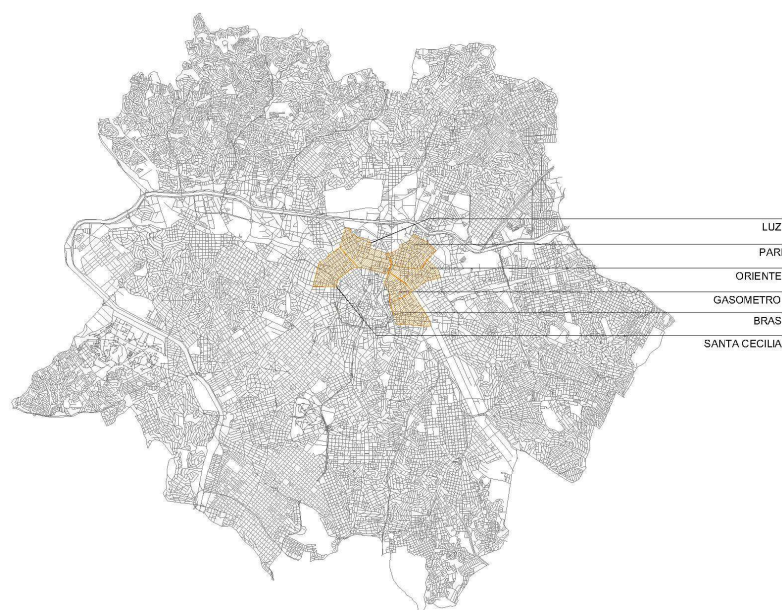 LUZ
PARI
ORIENTE
GASOMETRO
BRAS
SANTA CECILIA